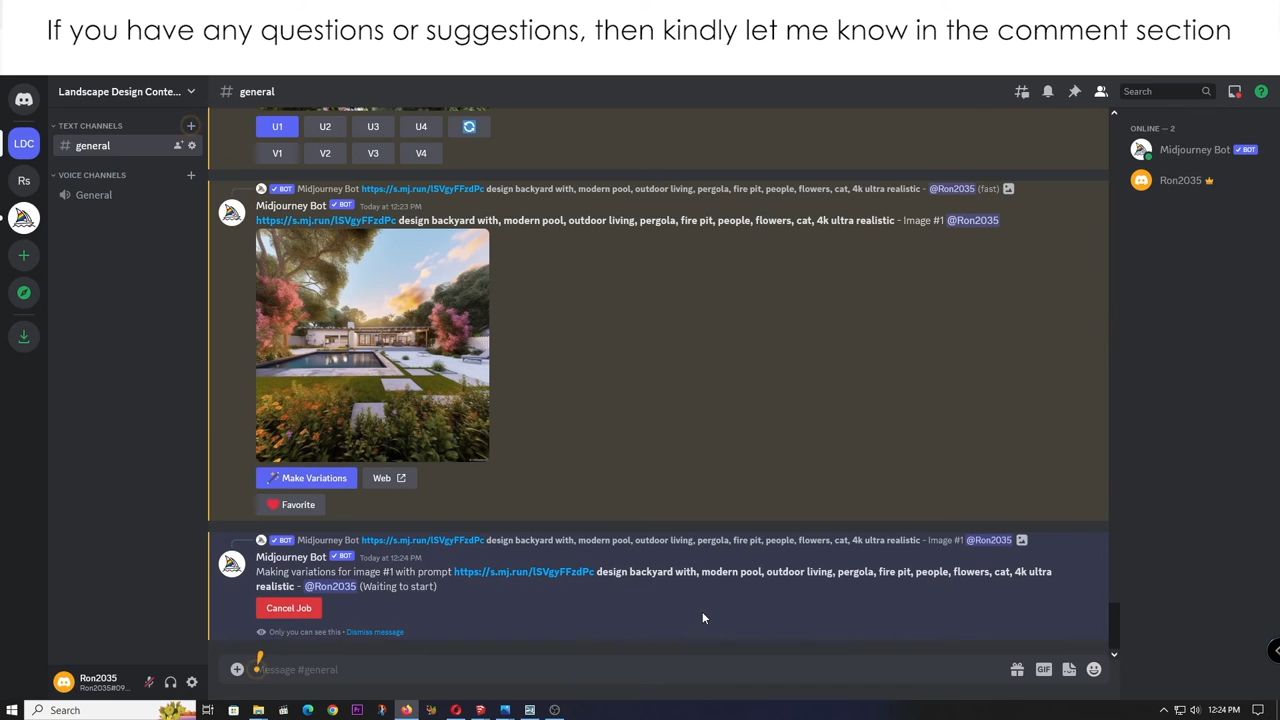 If you have any questions or suggestions, then kindly let me know in the comment section
Landscape Design Conte...
general
Search
TEXT CHANNELS
general
VOICE CHANNELS
General
LDC
Rs
U1 U2 U3 U4
V1 V2 V3 V4
BOT Midjourney Bot https://s.mj.run/lSVgyFFzdPc design backyard with, modern pool, outdoor living, pergola, fire pit, people, flowers, cat, 4k ultra realistic - @Ron2035 (fast)
Midjourney Bot BOT Today at 12:23 PM
https://s.mj.run/lSVgyFFzdPc design backyard with, modern pool, outdoor living, pergola, fire pit, people, flowers, cat, 4k ultra realistic - Image #1 @Ron2035
Make Variations Web
Favorite
BOT Midjourney Bot https://s.mj.run/lSVgyFFzdPc design backyard with, modern pool, outdoor living, pergola, fire pit, people, flowers, cat, 4k ultra realistic - Image #1 @Ron2035
Midjourney Bot BOT Today at 12:24 PM
Making variations for image #1 with prompt https://s.mj.run/lSVgyFFzdPc design backyard with, modern pool, outdoor living, pergola, fire pit, people, flowers, cat, 4k ultra
realistic - @Ron2035 (Waiting to start)
Cancel Job
Only you can see this • Dismiss message
Message #general
GIF
ONLINE — 2
Midjourney Bot BOT
Ron2035
Ron2035
Ron2035#09...
Search
12:24 PM